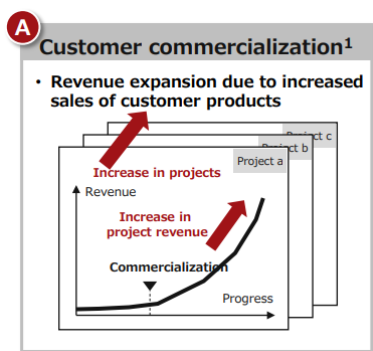 A
Customer commercialization1
• Revenue expansion due to increased
sales of customer products
Project c
Project b
Project a
Increase in projects
Revenue
Increase in
project revenue
Commercialization
Progress